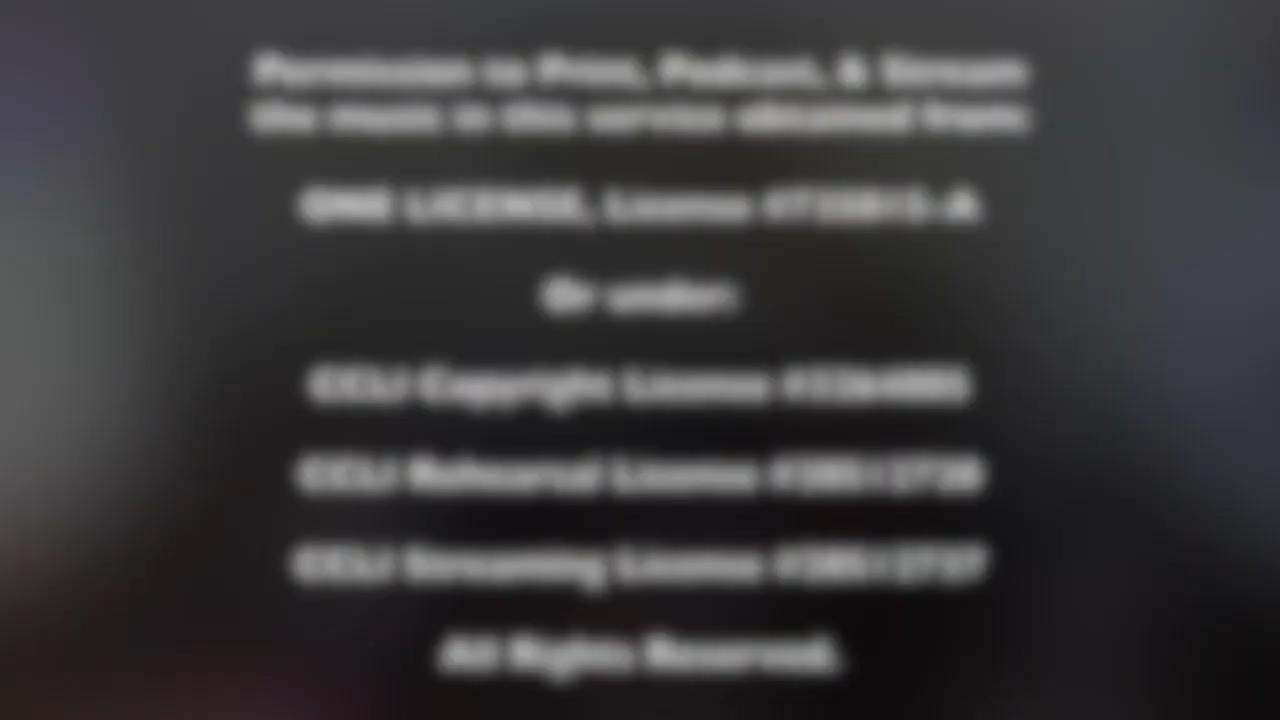 Permission to Print, Podcast, & Stream
the music in this service obtained from:
ONE LICENSE, License
Or under:
CCLI Copyright License
CCLI Rehearsal License
CCLI Streaming License
All Rights Reserved.